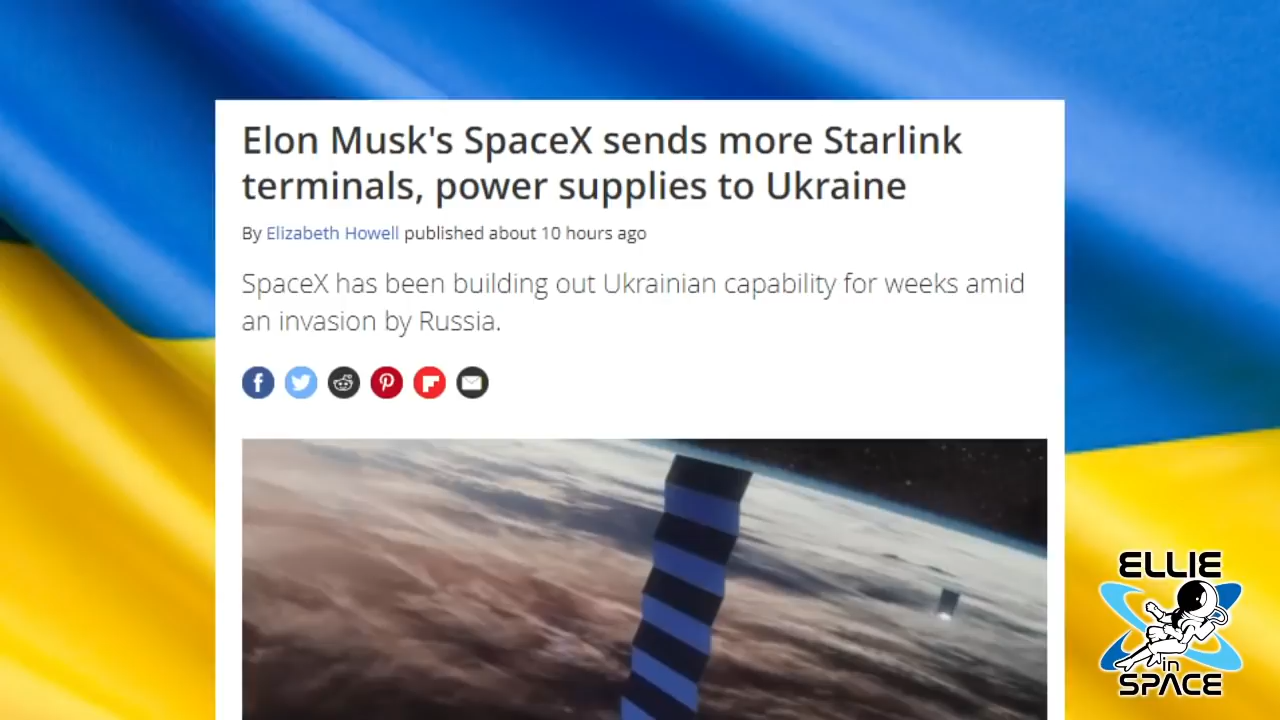 Elon Musk's SpaceX sends more Starlink
terminals, power supplies to Ukraine
By Elizabeth Howell published about 10 hours ago
SpaceX has been building out Ukrainian capability for weeks amid
an invasion by Russia.
ELLIE
in
SPACE